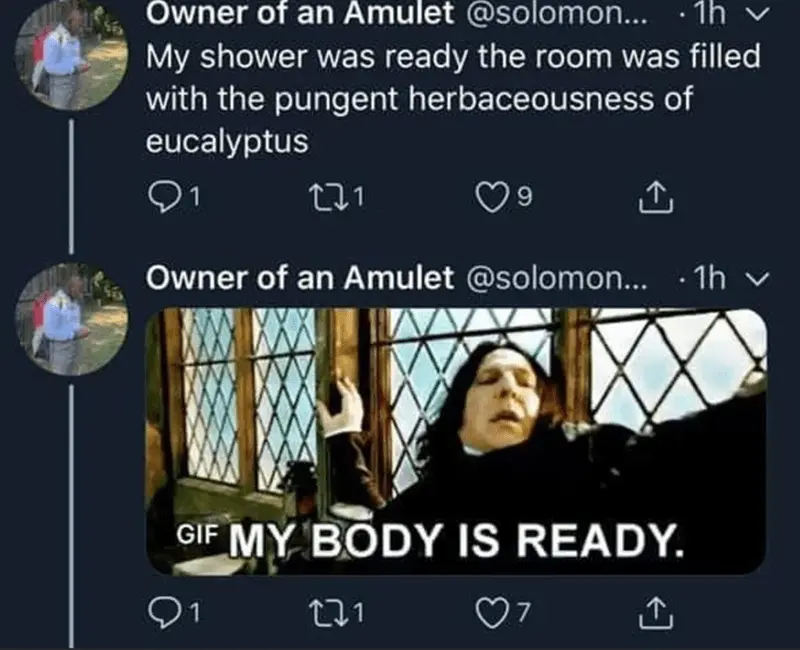 Owner of an Amulet @solomon... · 1h
My shower was ready the room was filled
with the pungent herbaceousness of
eucalyptus
1 1 9
Owner of an Amulet @solomon... · 1h
GIF MY BODY IS READY.
1 1 7